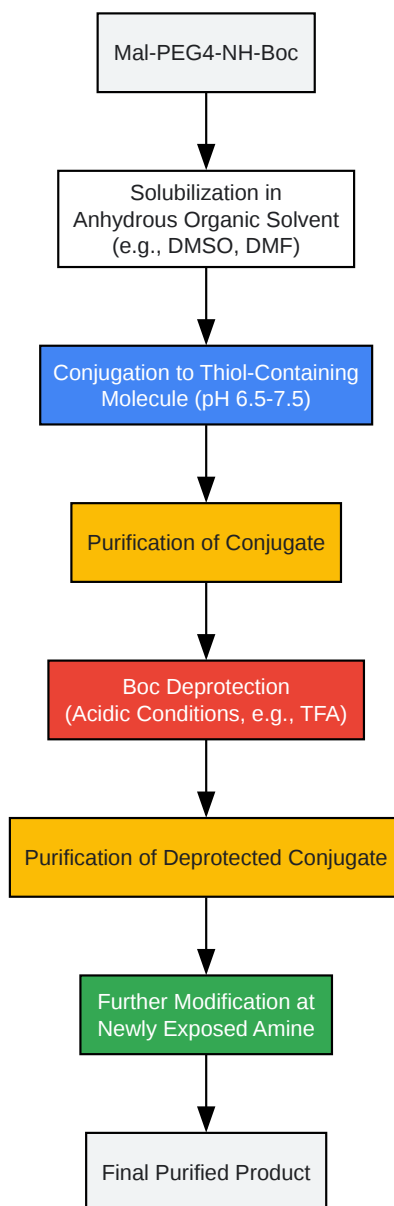 Mal-PEG4-NH-Boc
Solubilization in
Anhydrous Organic Solvent
(e.g., DMSO, DMF)
Conjugation to Thiol-Containing
Molecule (pH 6.5-7.5)
Purification of Conjugate
Boc Deprotection
(Acidic Conditions, e.g., TFA)
Purification of Deprotected Conjugate
Further Modification at
Newly Exposed Amine
Final Purified Product